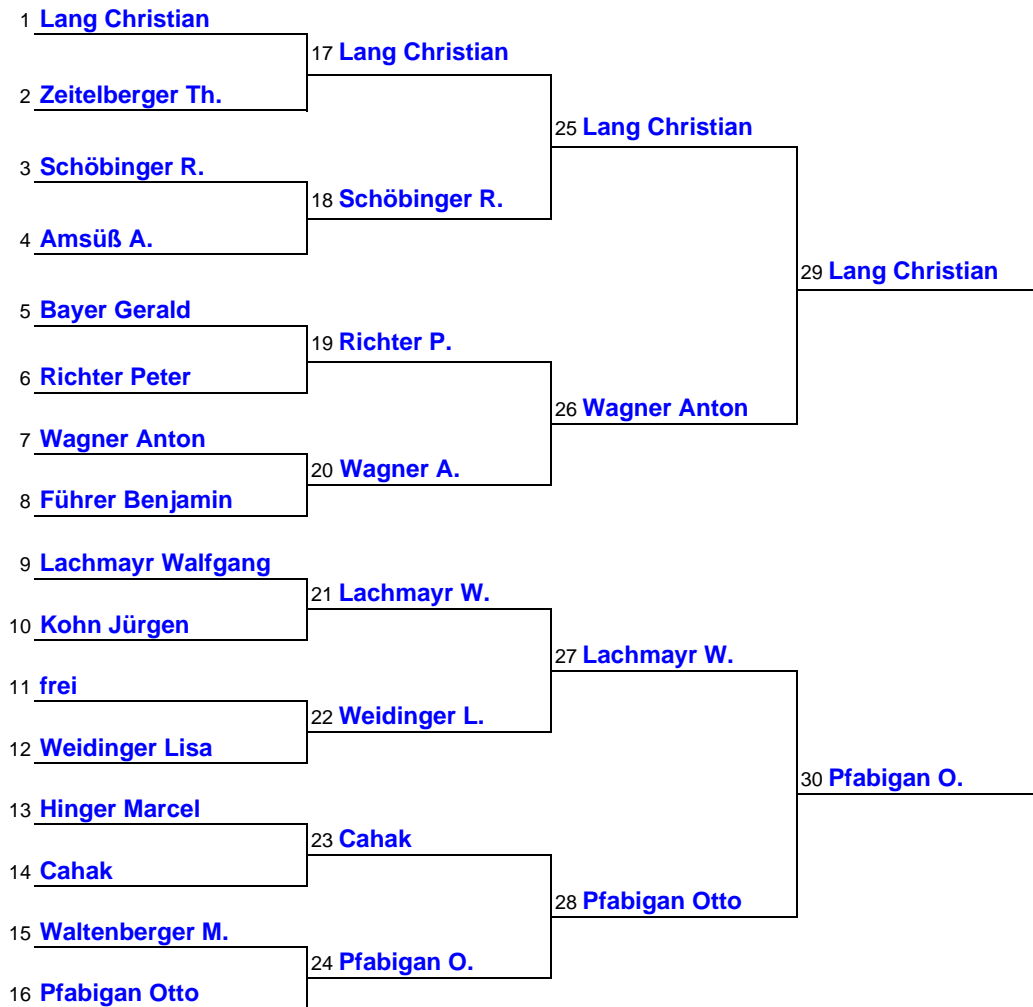 1 Lang Christian
17 Lang Christian
2 Zeitelberger Th.
25 Lang Christian
3 Schöbinger R.
18 Schöbinger R.
4 Amsüß A.
29 Lang Christian
5 Bayer Gerald
19 Richter P.
6 Richter Peter
26 Wagner Anton
7 Wagner Anton
20 Wagner A.
8 Führer Benjamin
9 Lachmayr Walfgang
21 Lachmayr W.
10 Kohn Jürgen
27 Lachmayr W.
11 frei
22 Weidinger L.
12 Weidinger Lisa
30 Pfabigan O.
13 Hinger Marcel
23 Cahak
14 Cahak
28 Pfabigan Otto
15 Waltenberger M.
24 Pfabigan O.
16 Pfabigan Otto